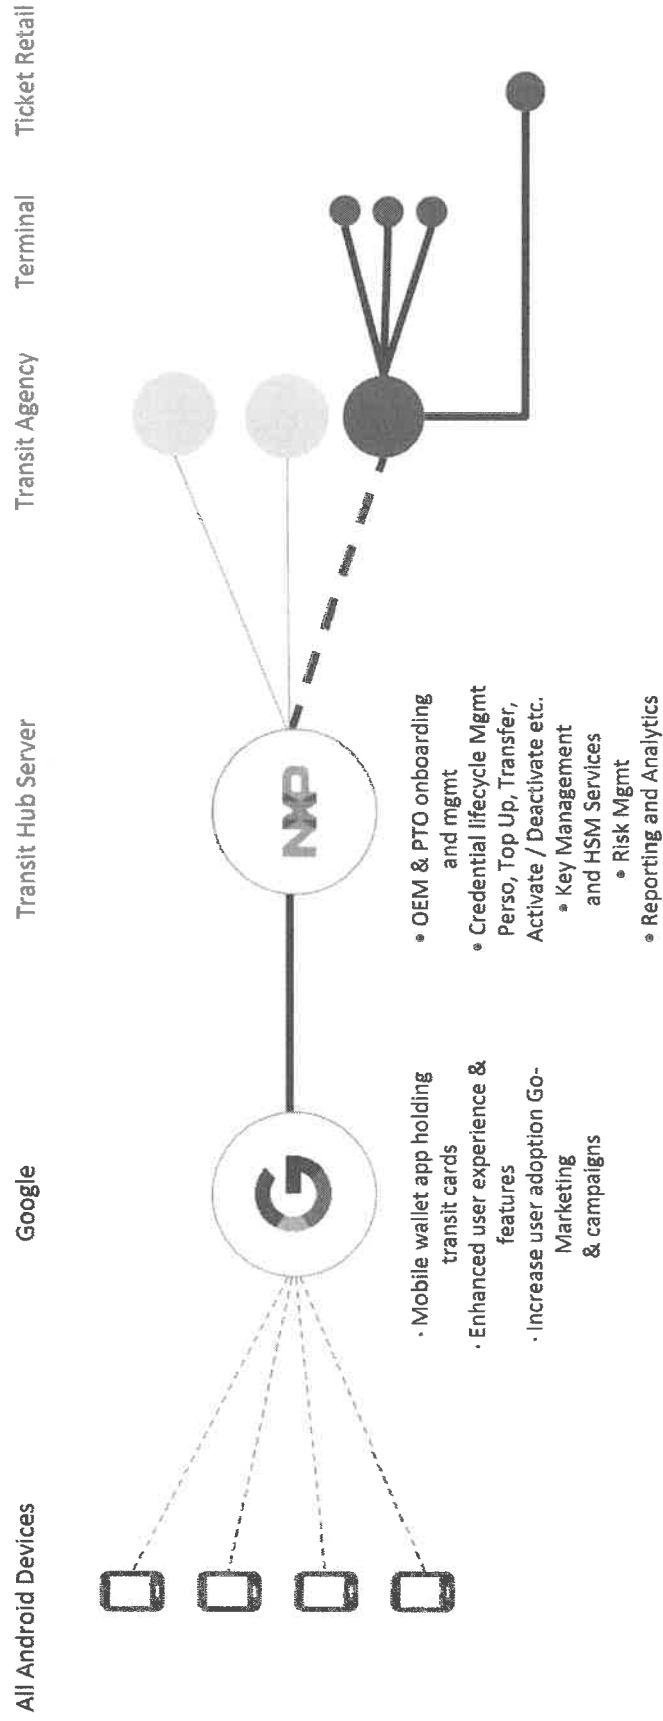 All Android Devices
Google
Transit Hub Server
Transit Agency
Terminal
Ticket Retail
G
NXP
· Mobile wallet app holding
transit cards
· Enhanced user experience &
features
· Increase user adoption Go-
Marketing
& campaigns
• OEM & PTO onboarding
and mgmt
• Credential lifecycle Mgmt
Perso, Top Up, Transfer,
Activate / Deactivate etc.
• Key Management
and HSM Services
• Risk Mgmt
• Reporting and Analytics